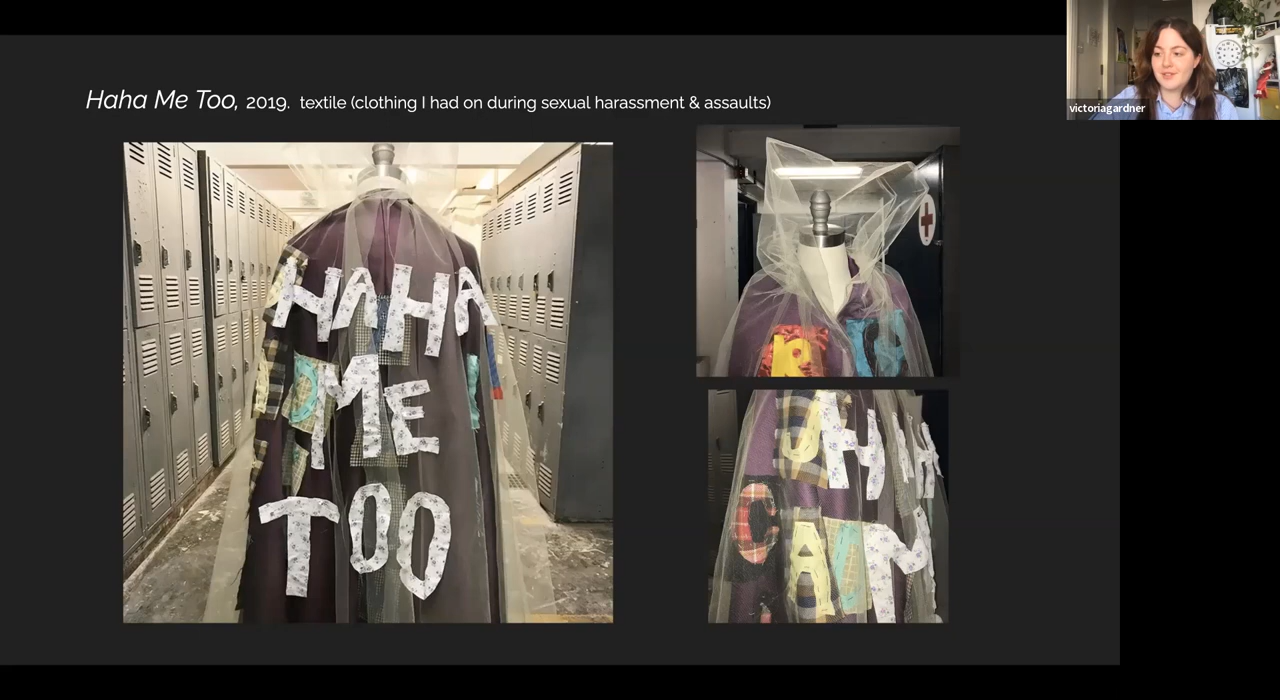 Haha Me Too, 2019. textile (clothing I had on during sexual harassment & assaults)
victoriagardner
HAHA
ME
TOO